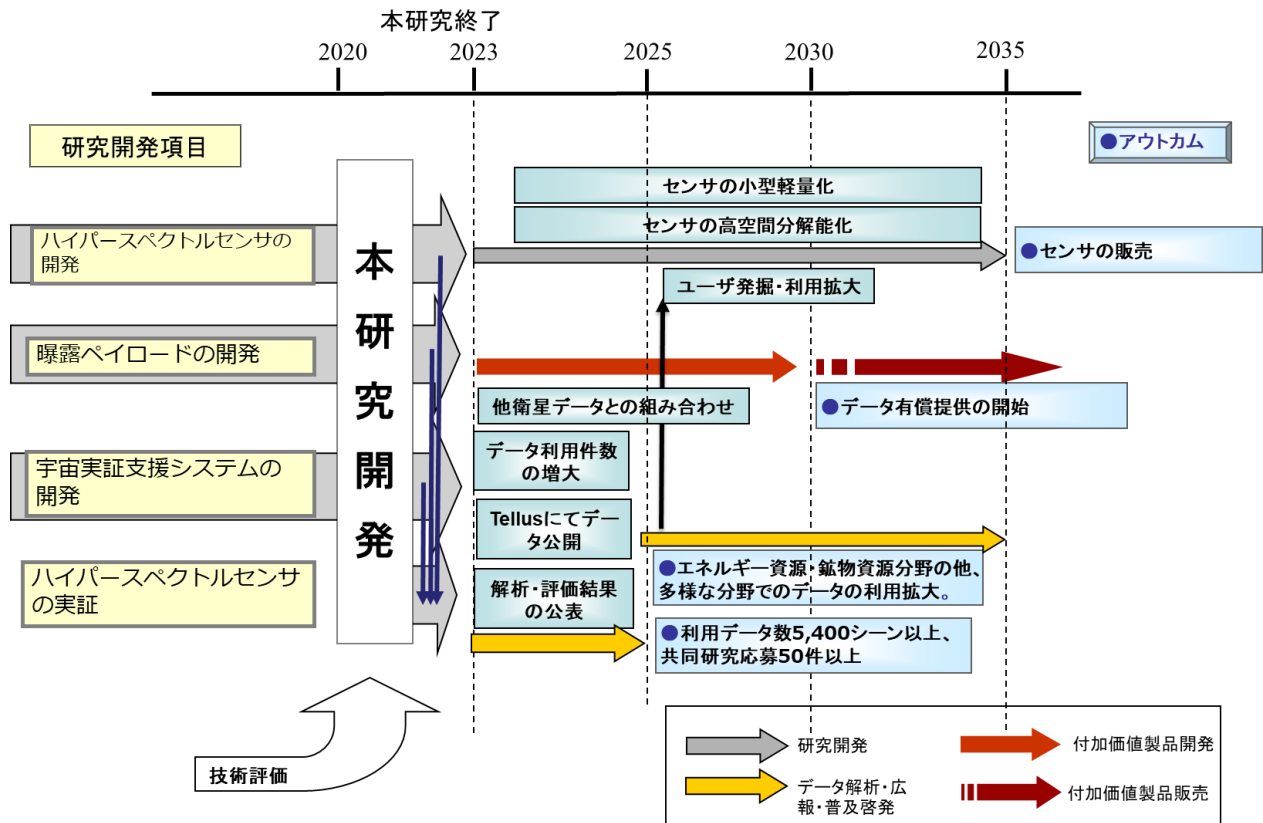 本研究終了
2020
2023
2025
2030
2035
研究開発項目
●アウトカム
ハイパースペクトルセンサの
開発
曝露ペイロードの開発
宇宙実証支援システムの
開発
ハイパースペクトルセンサ
の実証
本
研
究
開
発
センサの小型軽量化
センサの高空間分解能化
●センサの販売
ユーザ発掘・利用拡大
他衛星データとの組み合わせ
●データ有償提供の開始
データ利用件数
の増大
Tellusにてデー
タ公開
解析・評価結果
の公表
●エネルギー資源・鉱物資源分野の他、
多様な分野でのデータの利用拡大。
●利用データ数5,400シーン以上、
共同研究応募50件以上
技術評価
研究開発
データ解析・広
報・普及啓発
付加価値製品開発
付加価値製品販売